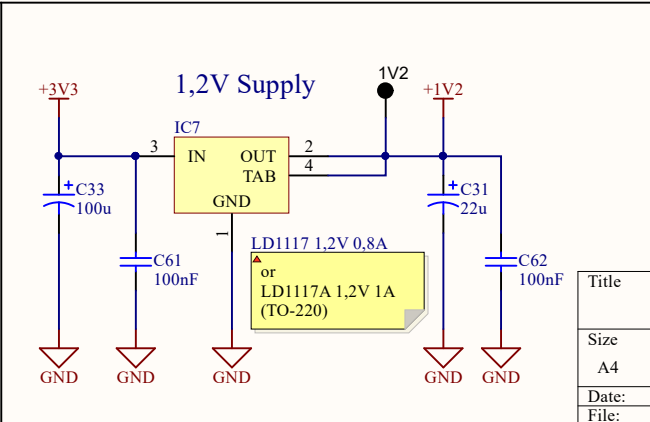 1V2
+3V3
1,2V Supply
+1V2
IC7
3
IN
OUT
2
TAB
4
GND
1
+
C33
100u
+
C31
22u
LD1117 1,2V 0,8A
or
LD1117A 1,2V 1A
(TO-220)
C61
100nF
C62
100nF
GND
GND
GND
GND
GND
Title
Size
A4
Date:
File: